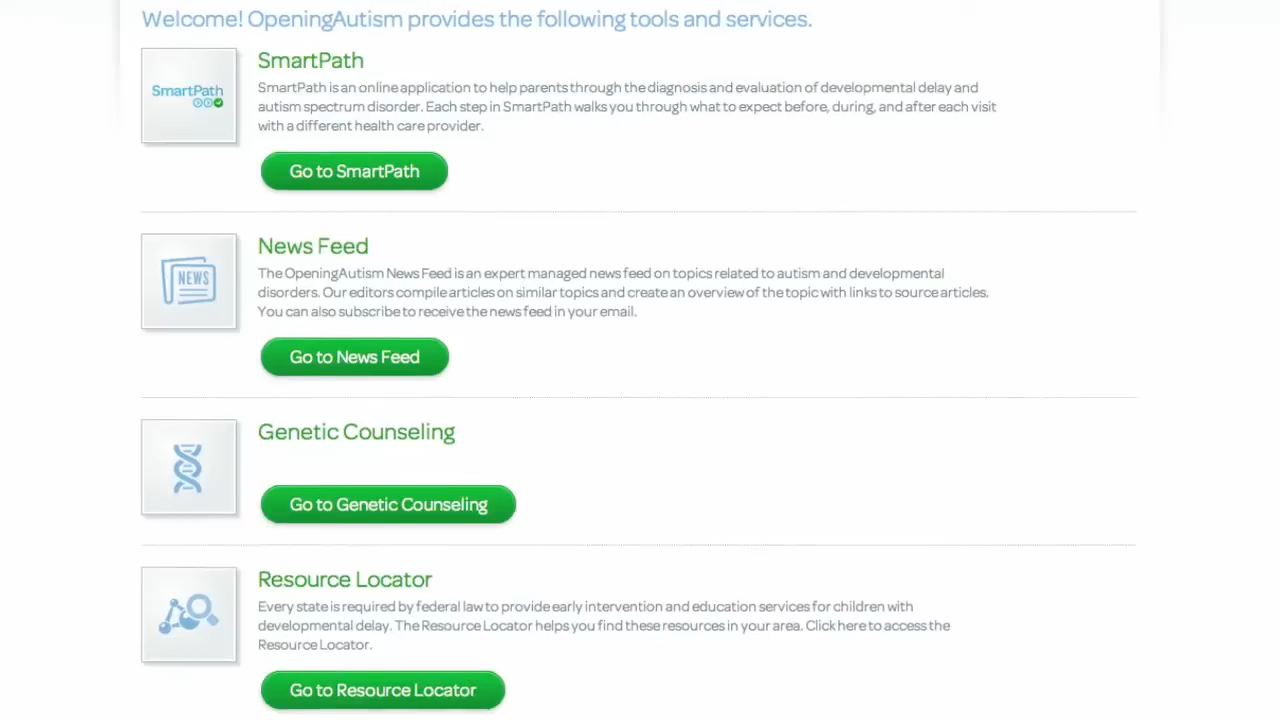 Welcome! OpeningAutism provides the following tools and services.
SmartPath
SmartPath
SmartPath is an online application to help parents through the diagnosis and evaluation of developmental delay and
autism spectrum disorder. Each step in SmartPath walks you through what to expect before, during, and after each visit
with a different health care provider.
Go to SmartPath
NEWS
News Feed
The OpeningAutism News Feed is an expert managed news feed on topics related to autism and developmental
disorders. Our editors compile articles on similar topics and create an overview of the topic with links to source articles.
You can also subscribe to receive the news feed in your email.
Go to News Feed
Genetic Counseling
Go to Genetic Counseling
Resource Locator
Every state is required by federal law to provide early intervention and education services for children with
developmental delay. The Resource Locator helps you find these resources in your area. Click here to access the
Resource Locator.
Go to Resource Locator